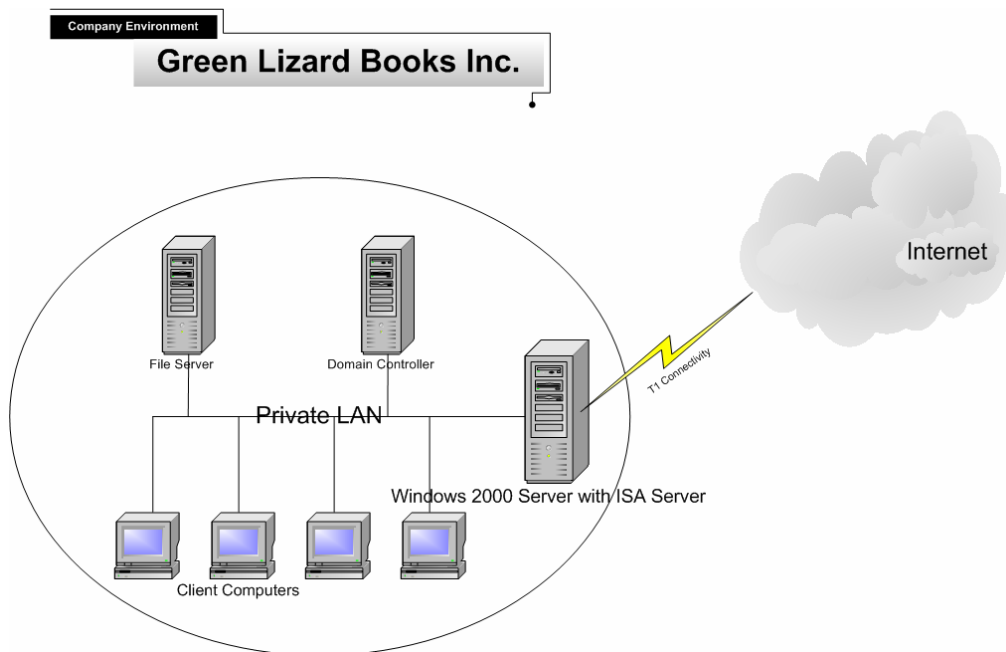 Company Environment
Green Lizard Books Inc.
Internet
File Server
Domain Controller
T1 Connectivity
Private LAN
Windows 2000 Server with ISA Server
Client Computers